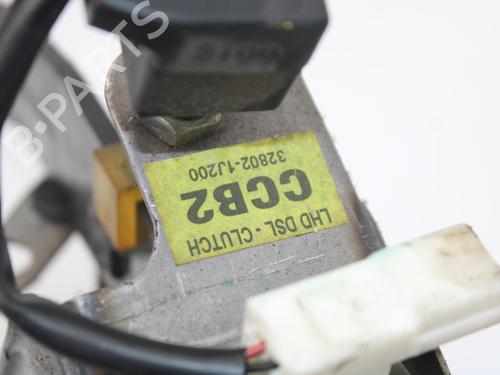 LHD DSL - CLUTCH
CCB2
32802-1J200
B-PARTS